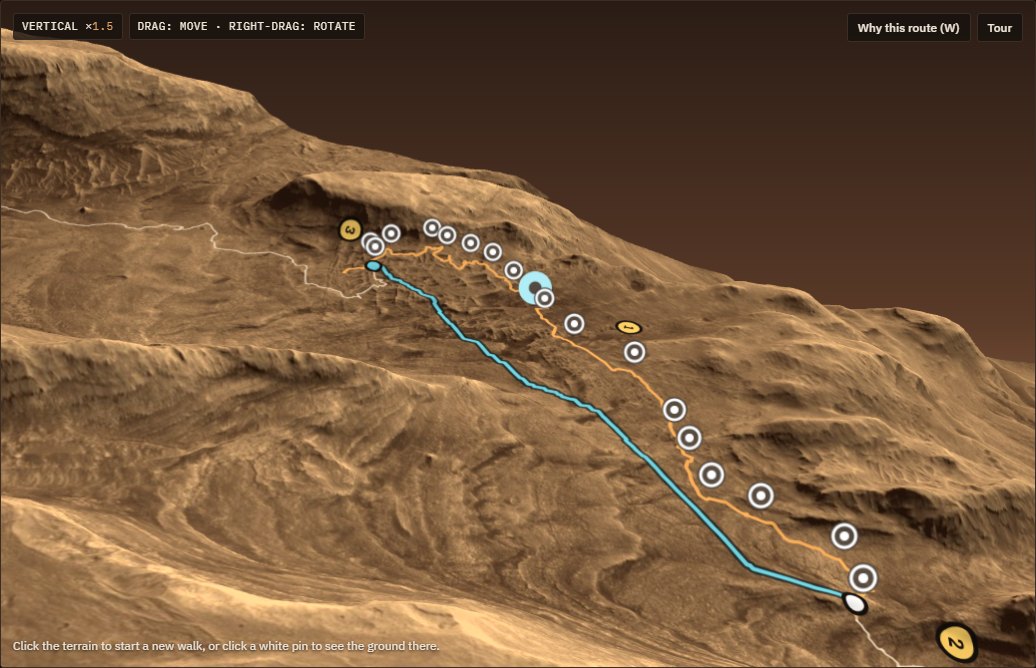 VERTICAL ×1.5
DRAG: MOVE · RIGHT-DRAG: ROTATE
Why this route (W)
Tour
3
1
2
Click the terrain to start a new walk, or click a white pin to see the ground there.